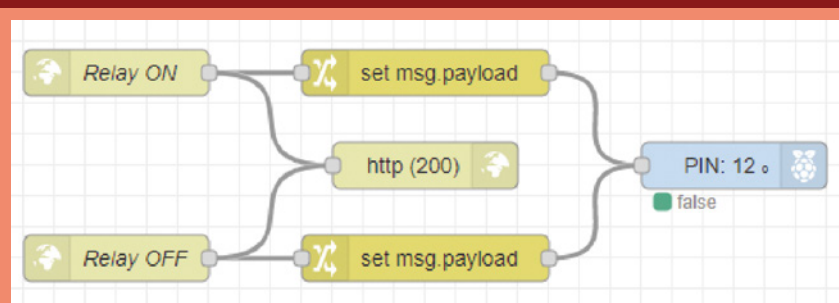 Relay ON
set msg.payload
http (200)
PIN: 12
false
Relay OFF
set msg.payload